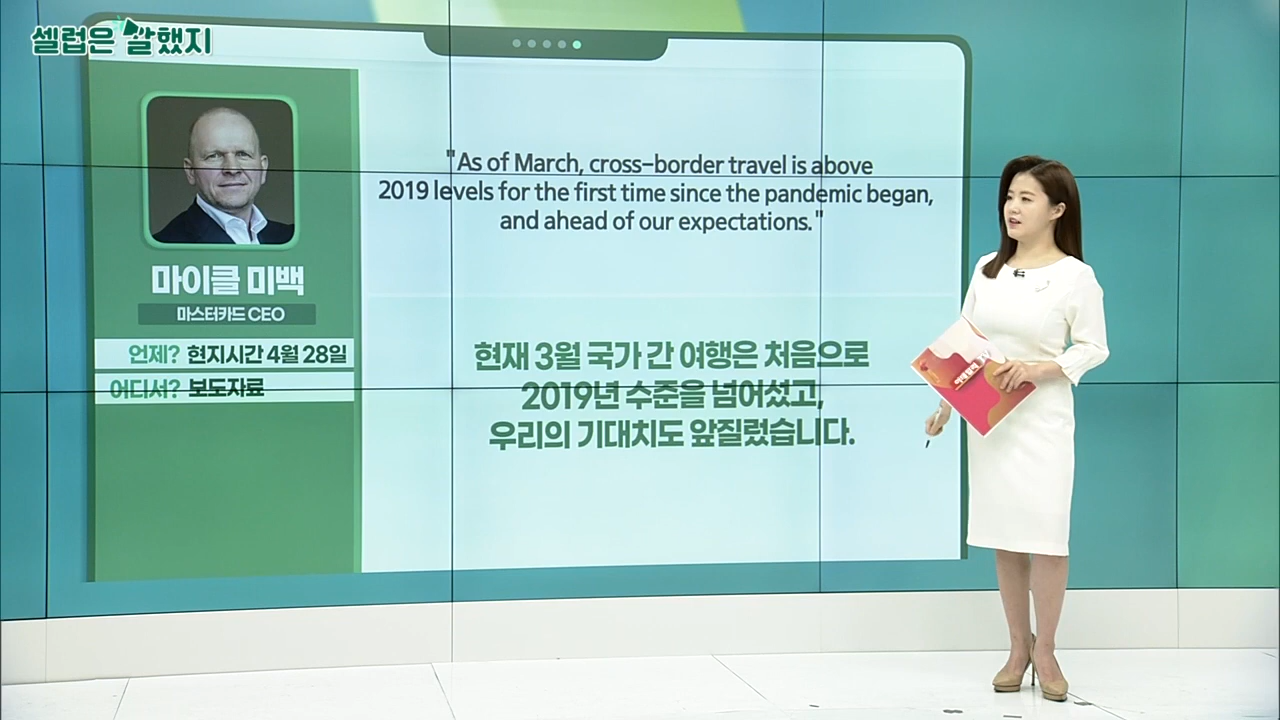 셀럽은 말했지
마이클 미백
마스터카드 CEO
언제? 현지시간 4월 28일
어디서? 보도자료
"As of March, cross-border travel is above
2019 levels for the first time since the pandemic began,
and ahead of our expectations."
현재 3월 국가 간 여행은 처음으로
2019년 수준을 넘어섰고,
우리의 기대치도 앞질렀습니다.